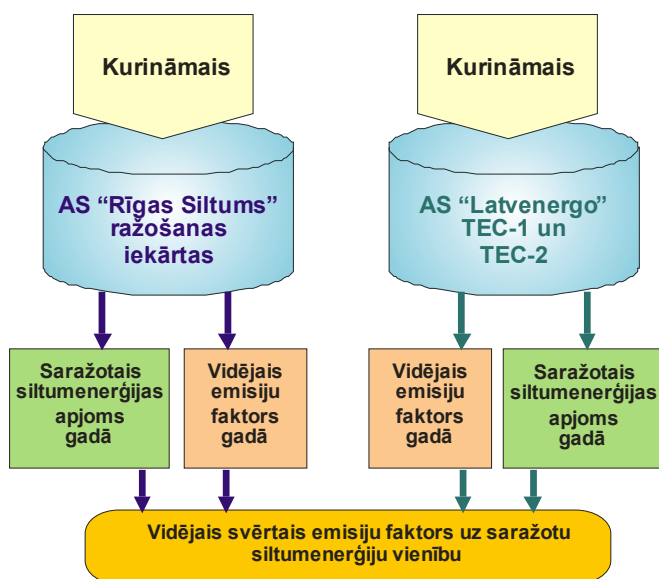 Kurināmais
Kurināmais
AS “Rīgas Siltums”
ražošanas
iekārtas
AS “Latvenergo”
TEC-1 un
TEC-2
Saražotais
siltumenerģijas
apjoms
gadā
Vidējais
emisiju
faktors
gadā
Vidējais
emisiju
faktors
gadā
Saražotais
siltumenerģijas
apjoms
gadā
Vidējais svērtais emisiju faktors uz saražotu
siltumenerģiju vienību